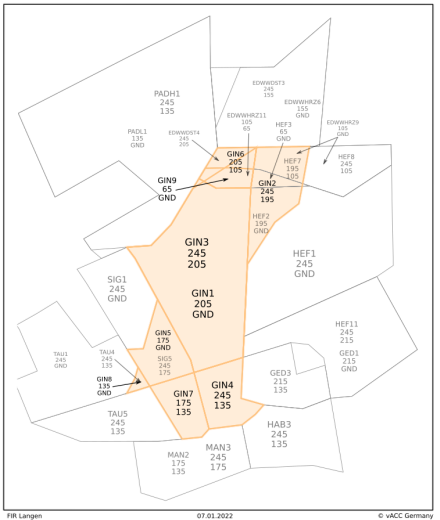 PADH1
245
135
EDWWDST3
245
155
EDWWHRZ6
155
GND
EDWWHRZ11
105
65
HEF3
65
GND
EDWWHRZ9
105
GND
PADL1
135
GND
EDWWDST4
245
205
GIN6
205
105
HEF7
195
105
HEF8
245
105
GIN9
65
GND
GIN2
245
195
HEF2
195
GND
GIN3
245
205
HEF1
245
GND
SIG1
245
GND
GIN1
205
GND
GIN5
175
GND
HEF11
245
215
TAU1
245
GND
TAU4
245
135
SIG5
245
175
GED1
215
GND
GED3
215
135
GIN8
135
GND
GIN7
175
135
GIN4
245
135
TAU5
245
135
HAB3
245
135
MAN3
245
175
MAN2
175
135
FIR Langen
07.01.2022
© vACC Germany